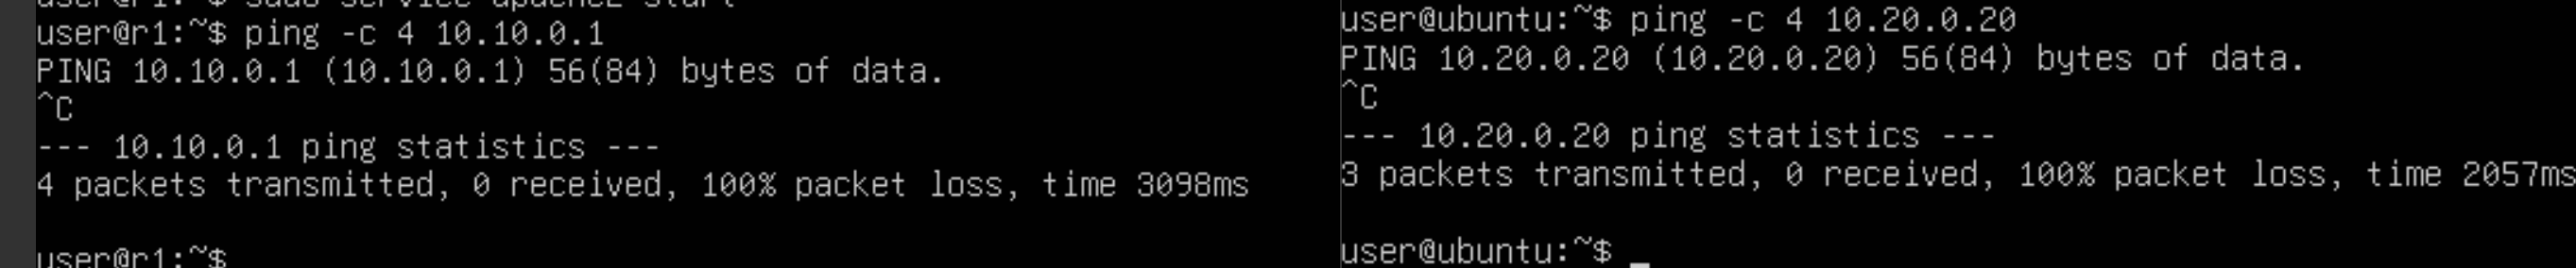 user@r1:~$ sudo service apache2 start
user@r1:~$ ping -c 4 10.10.0.1
PING 10.10.0.1 (10.10.0.1) 56(84) bytes of data.
^C
--- 10.10.0.1 ping statistics ---
4 packets transmitted, 0 received, 100% packet loss, time 3098ms
user@r1:~$
user@ubuntu:~$ ping -c 4 10.20.0.20
PING 10.20.0.20 (10.20.0.20) 56(84) bytes of data.
^C
--- 10.20.0.20 ping statistics ---
3 packets transmitted, 0 received, 100% packet loss, time 2057ms
user@ubuntu:~$ _